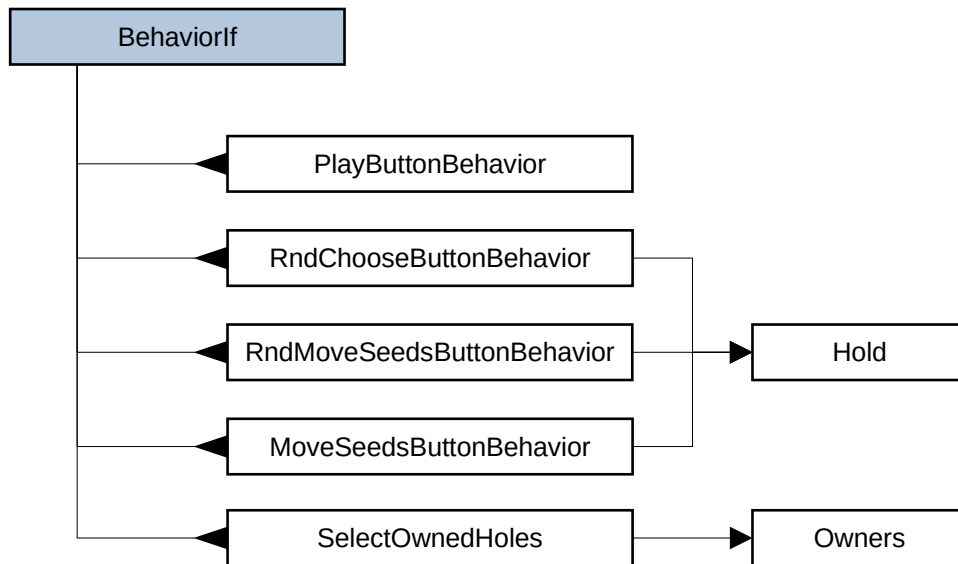 BehaviorIf
PlayButtonBehavior
RndChooseButtonBehavior
RndMoveSeedsButtonBehavior
Hold
MoveSeedsButtonBehavior
SelectOwnedHoles
Owners